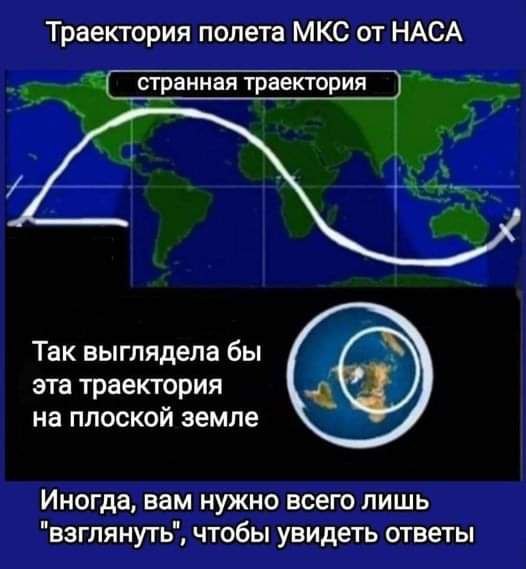 Траектория полета МКС от НАСА
странная траектория
Так выглядела бы
эта траектория
на плоской земле
Иногда, вам нужно всего лишь
"взглянуть", чтобы увидеть ответы